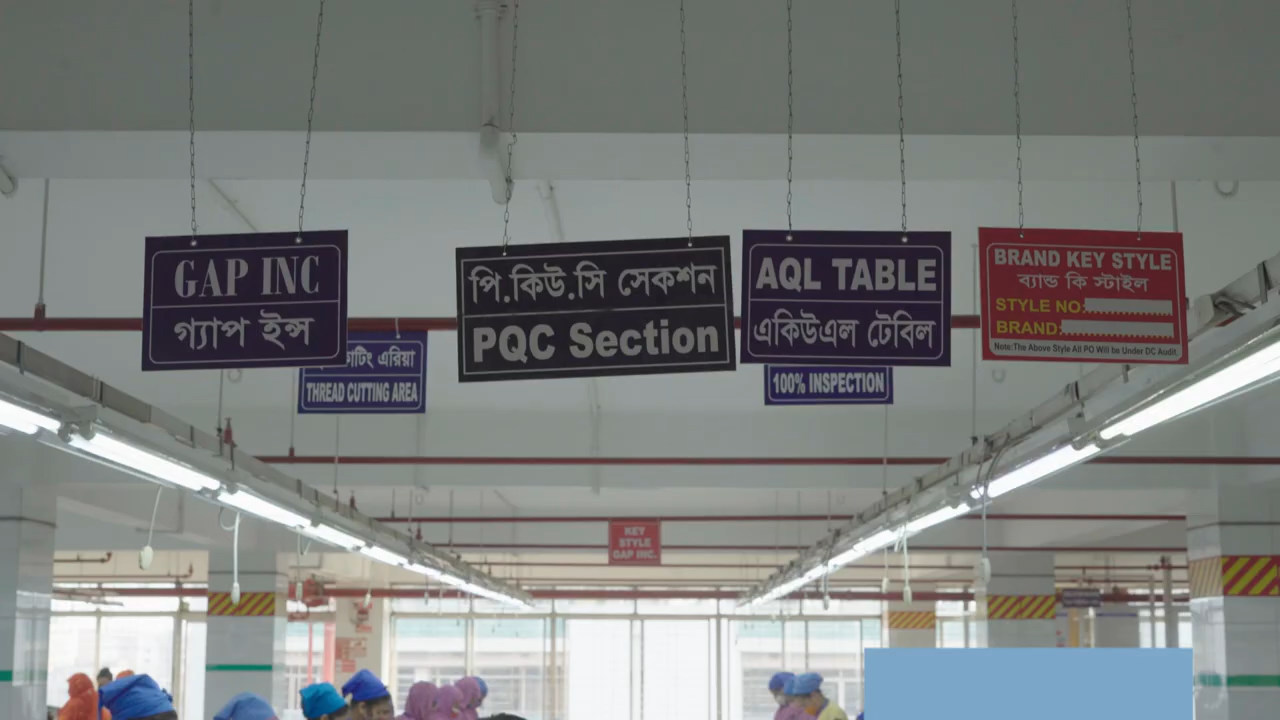 GAP INC
গ্যাপ ইন্স
পি.কিউ.সি সেকশন
PQC Section
AQL TABLE
একিউএল টেবিল
BRAND KEY STYLE
ব্যান্ড কি স্টাইল
STYLE NO:
BRAND:
Note:The Above Style All PO Will be Under DC Audit.
এরিয়া
THREAD CUTTING AREA
100% INSPECTION
KEY
STYLE
GAP INC.